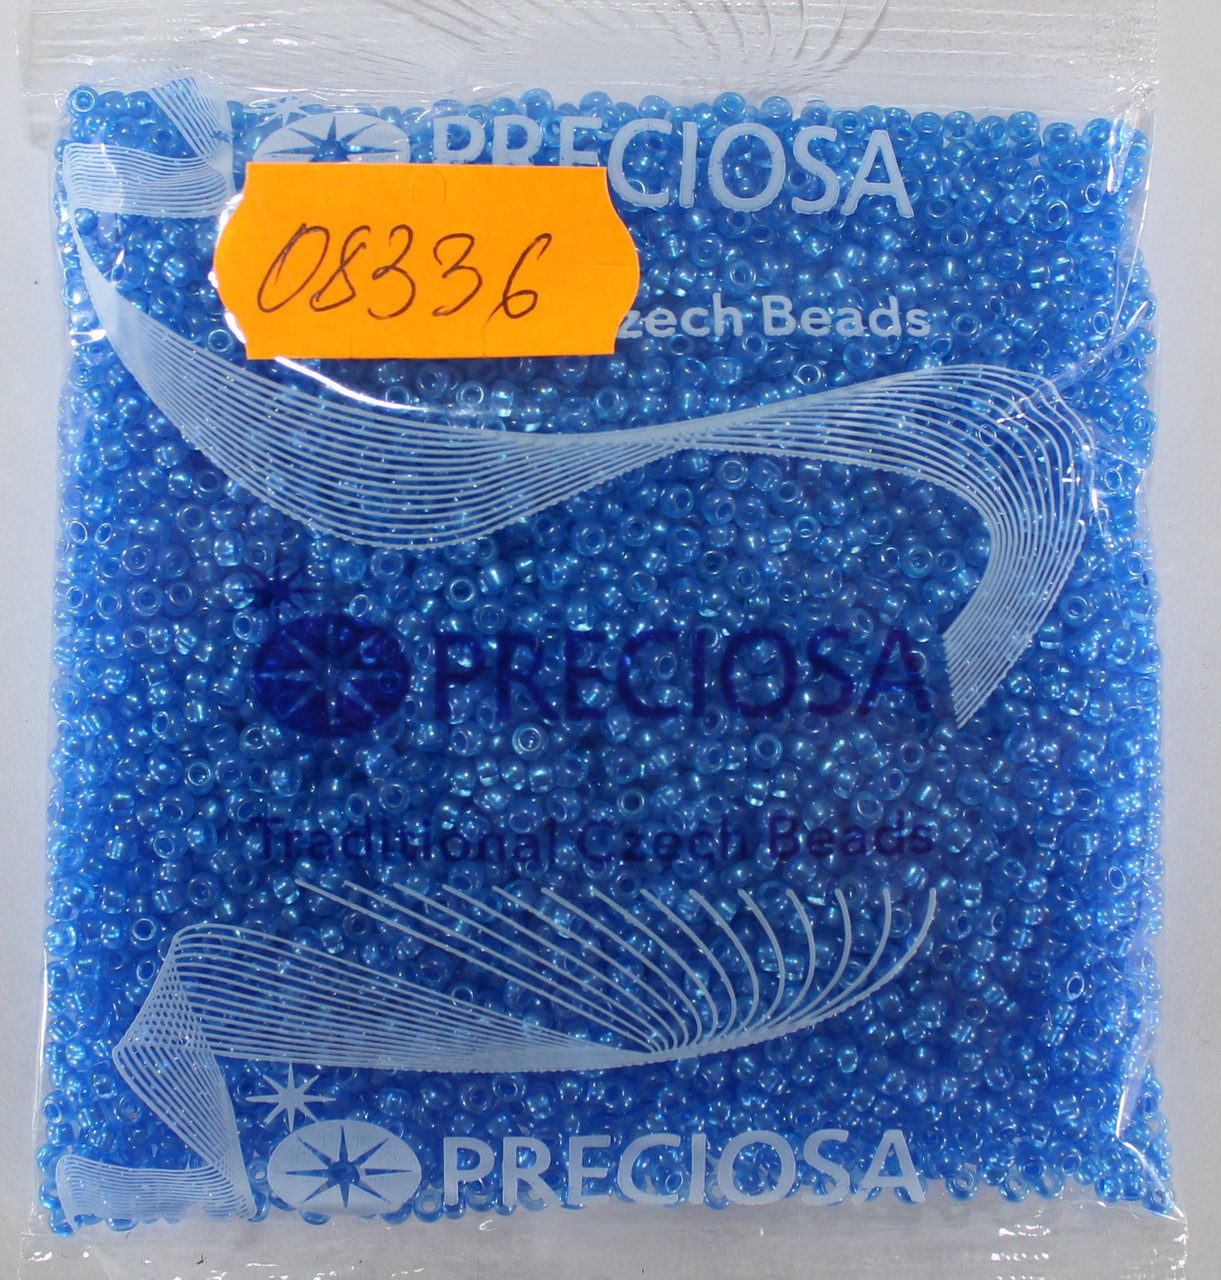 PRECIOSA
08336
Czech Beads
PRECIOSA
Traditional Czech Beads
PRECIOSA